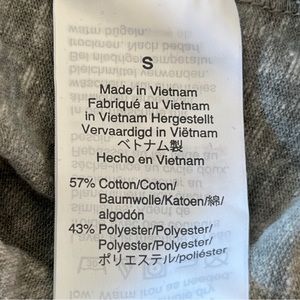 S
Made in Vietnam
Fabriqué au Vietnam
in Vietnam Hergestellt
Vervaardigd in Viëtnam
ベトナム製
Hecho en Vietnam
57% Cotton/Coton/
Baumwolle/Katoen/綿/
algodón
43% Polyester/Polyester/
Polyester/Polyester/
ポリエステル/poliéster